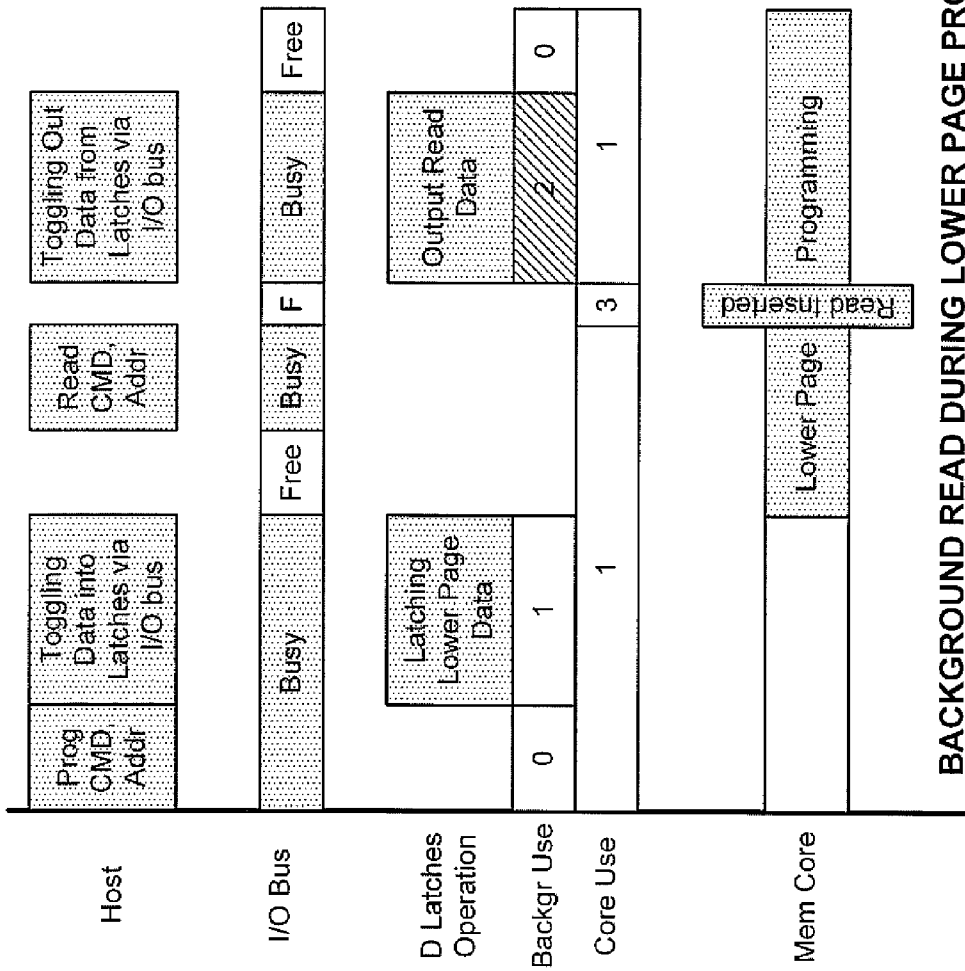 Host
Prog
CMD,
Addr
Toggling
Data into
Latches via
I/O bus
Read
CMD,
Addr
Toggling Out
Data from
Latches via
I/O bus
I/O Bus
Busy
Free
Busy
F
Busy
Free
D Latches
Operation
Latching
Lower Page
Data
Output Read
Data
Backgr Use
0
1
2
0
Core Use
1
3
1
Mem Core
Lower Page
Read Inserted
Programming
BACKGROUND READ DURING LOWER PAGE PRO